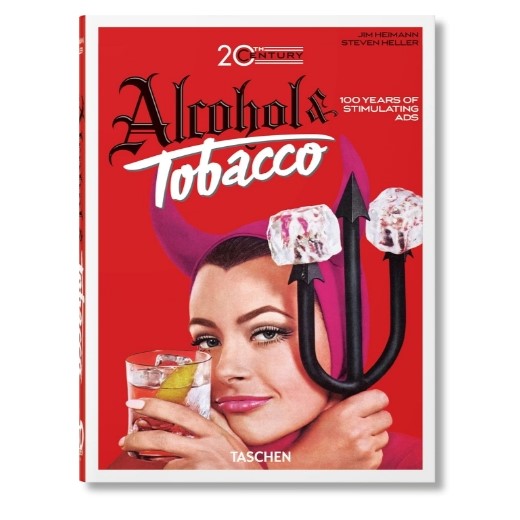 JIM HEIMANN
STEVEN HELLER
20TH CENTURY
Alcohol &
Tobacco
100 YEARS OF
STIMULATING
ADS
TASCHEN